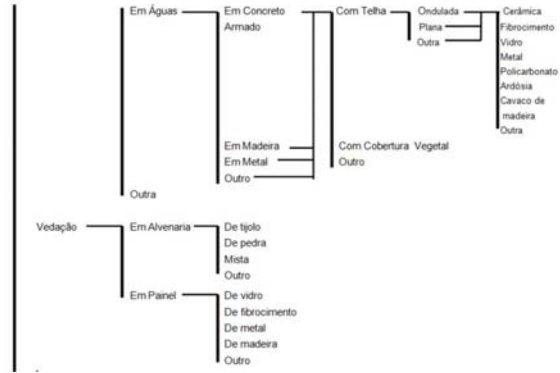 Em Águas
Em Concreto
Armado
Com Telha
Ondulada
Plana
Outra
Cerâmica
Fibrocimento
Vidro
Metal
Policarbonato
Ardósia
Cavaco de
madeira
Outra
Em Madeira
Em Metal
Outro
Com Cobertura Vegetal
Outro
Outra
Vedação
Em Alvenaria
De tijolo
De pedra
Mista
Outro
Em Painel
De vidro
De fibrocimento
De metal
De madeira
Outro